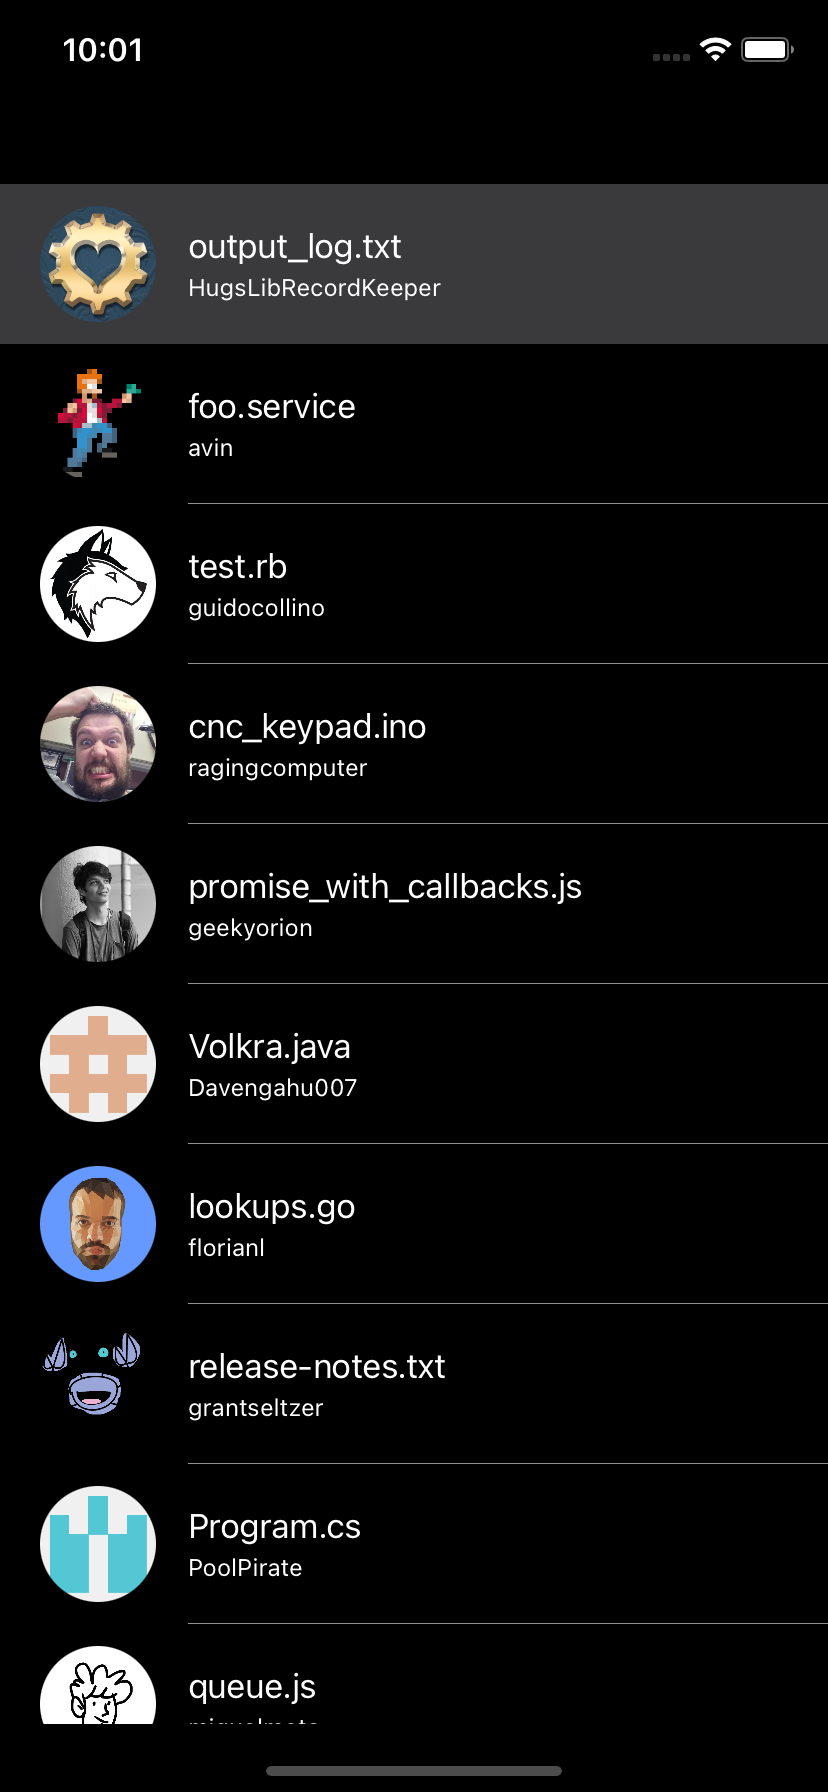 10:01
output_log.txt
HugsLibRecordKeeper
foo.service
avin
test.rb
guidocollino
cnc_keypad.ino
ragingcomputer
promise_with_callbacks.js
geekyorion
Volkra.java
Davengahu007
lookups.go
florianl
release-notes.txt
grantseltzer
Program.cs
PoolPirate
queue.js